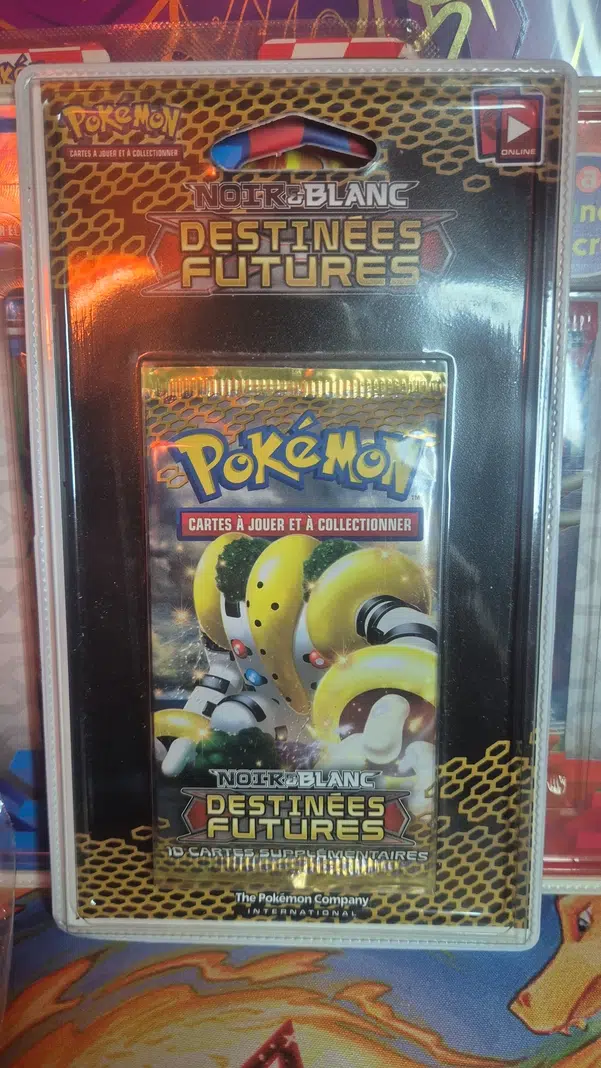 Pokémon
CARTES À JOUER ET À COLLECTIONNER
ONLINE
NOIR & BLANC
DESTINÉES
FUTURES
Pokémon
TM
CARTES À JOUER ET À COLLECTIONNER
NOIR & BLANC
DESTINÉES
FUTURES
10 CARTES SUPPLÉMENTAIRES
The Pokémon Company
INTERNATIONAL